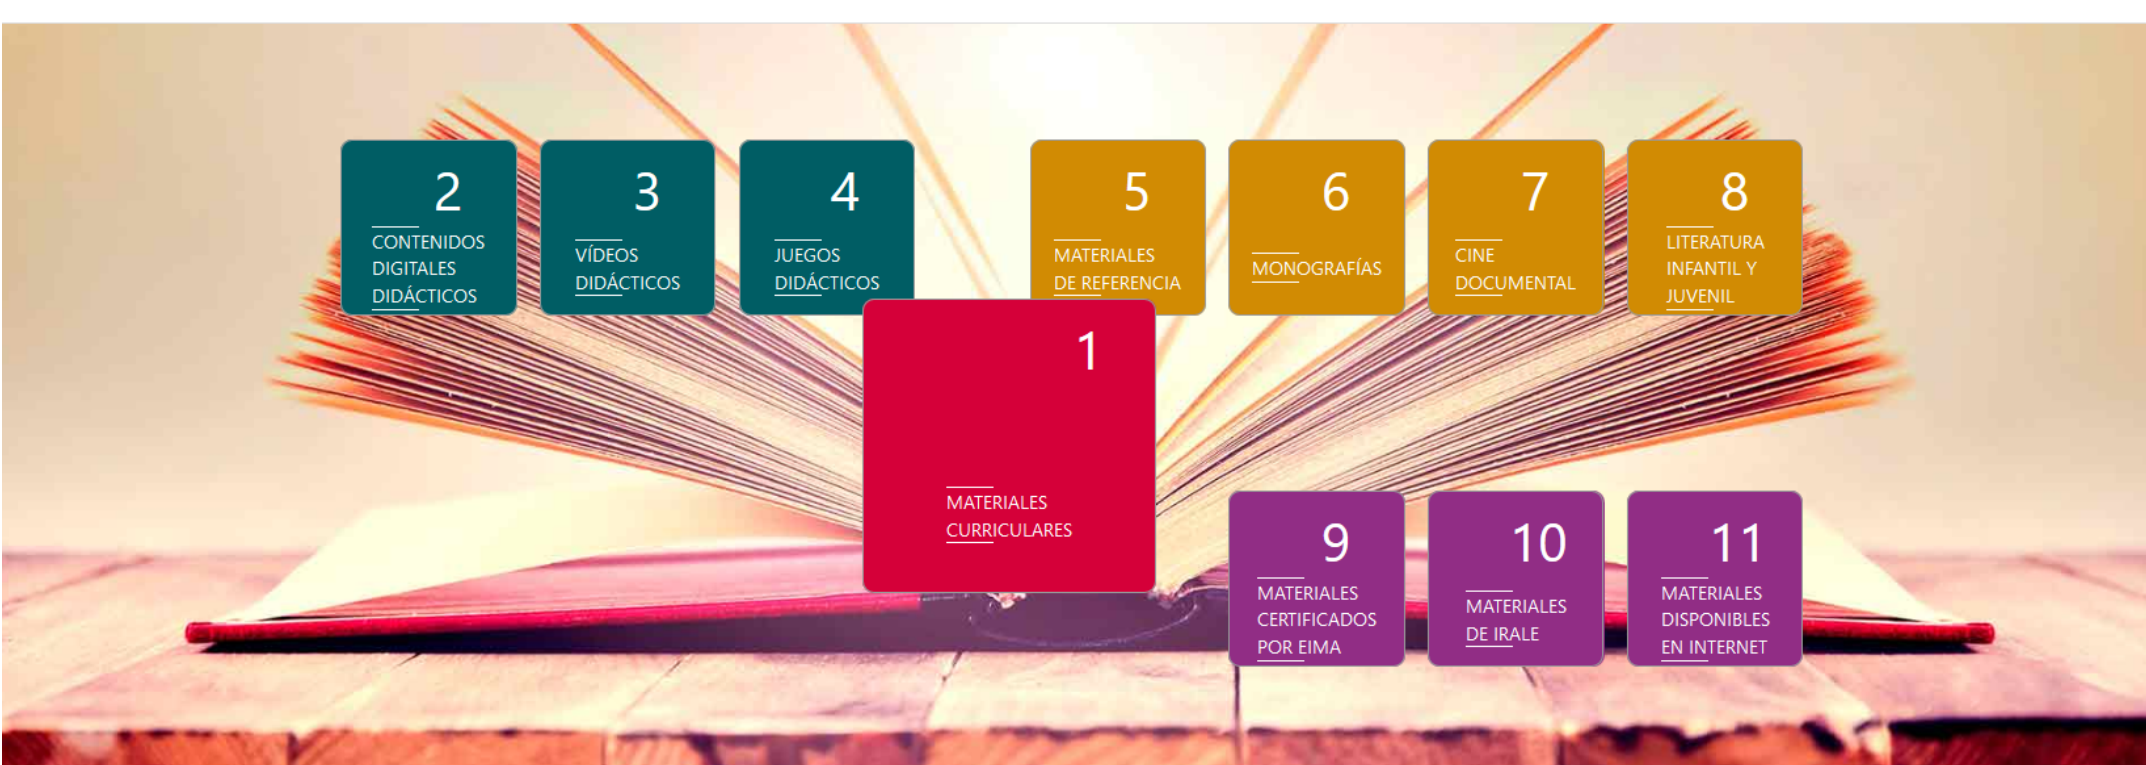 2
CONTENIDOS
DIGITALES
DIDÁCTICOS
3
VÍDEOS
DIDÁCTICOS
4
JUEGOS
DIDÁCTICOS
5
MATERIALES
DE REFERENCIA
6
MONOGRAFÍAS
7
CINE
DOCUMENTAL
8
LITERATURA
INFANTIL Y
JUVENIL
1
MATERIALES
CURRICULARES
9
MATERIALES
CERTIFICADOS
POR EIMA
10
MATERIALES
DE IRALE
11
MATERIALES
DISPONIBLES
EN INTERNET